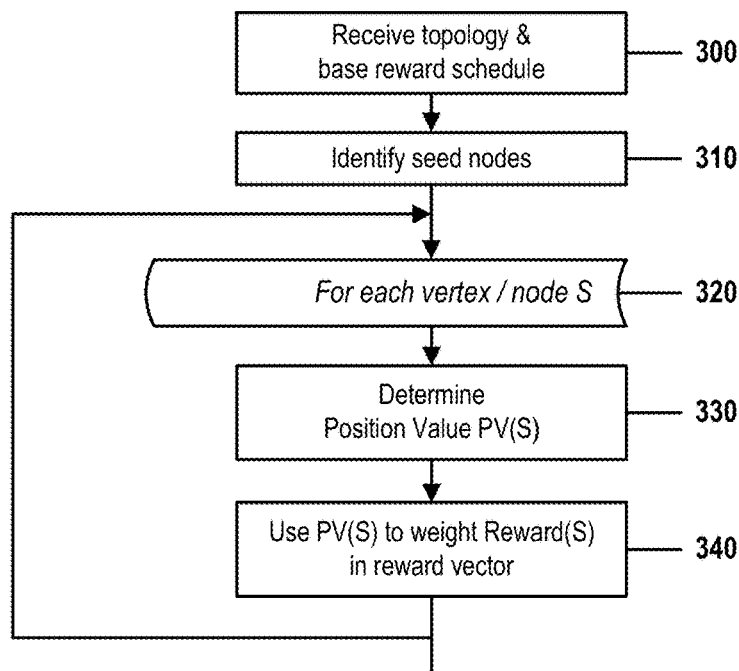 Receive topology &
base reward schedule
300
Identify seed nodes
310
For each vertex / node S
320
Determine
Position Value PV(S)
330
Use PV(S) to weight Reward(S)
in reward vector
340